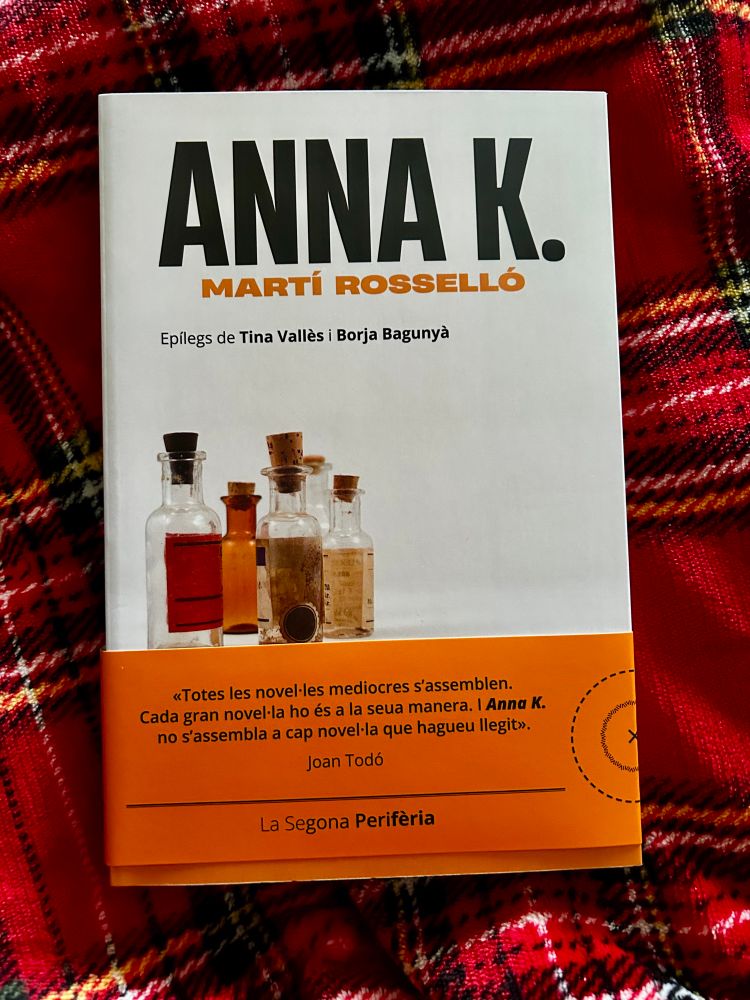 ANNA K.
MARTÍ ROSSELLÓ
Epílegs de Tina Vallès i Borja Bagunyà
«Totes les novel·les mediocres s'assemblen.
Cada gran novel·la ho és a la seua manera. I Anna K.
no s'assembla a cap novel·la que hagueu llegit».
Joan Todó
La Segona Perifèria